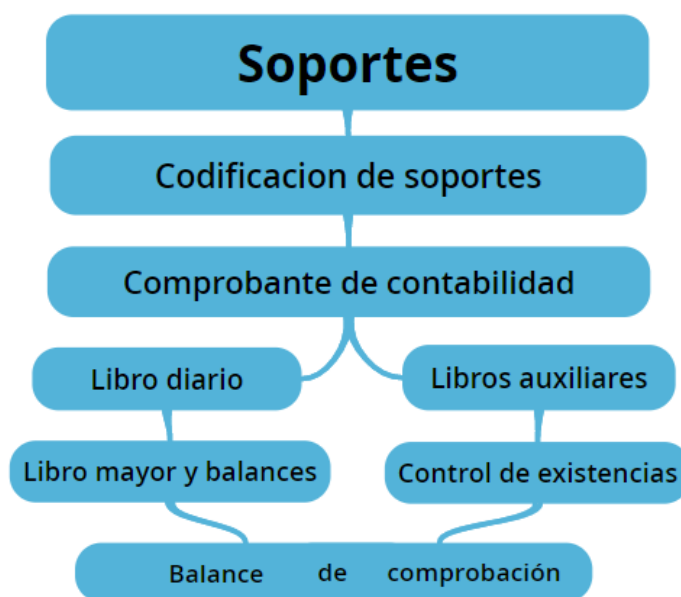 Soportes
Codificacion de soportes
Comprobante de contabilidad
Libro diario
Libros auxiliares
Libro mayor y balances
Control de existencias
Balance de comprobación